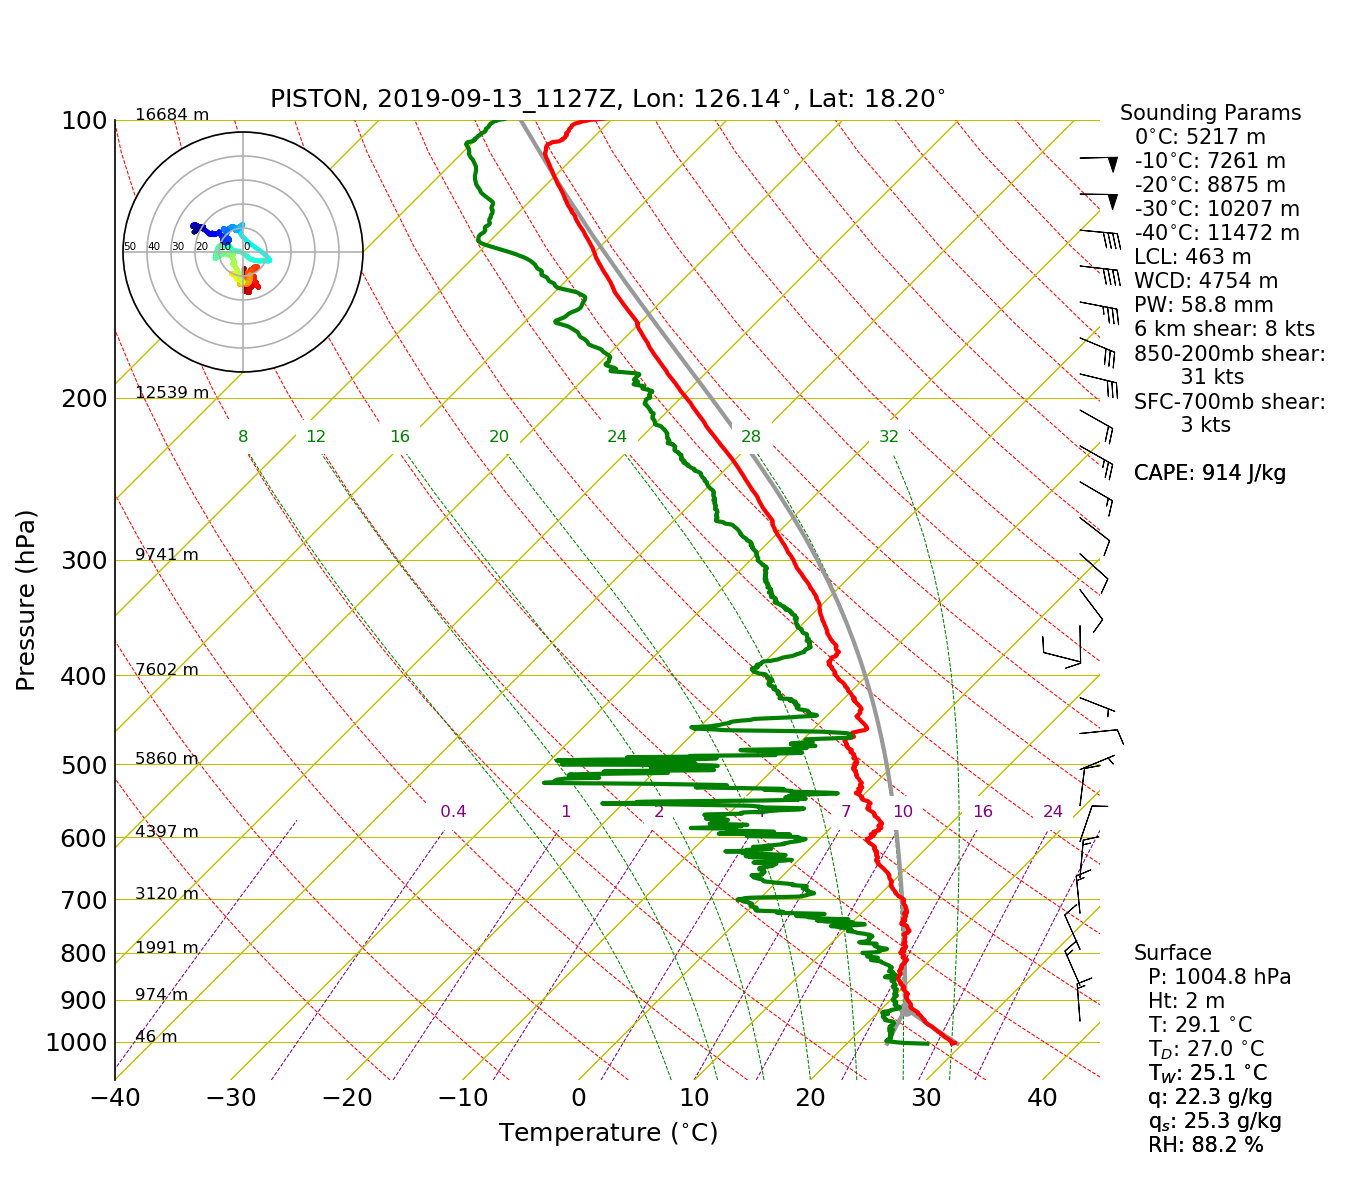 PISTON, 2019-09-13_1127Z, Lon: 126.14°, Lat: 18.20°
Sounding Params
0°C: 5217 m
-10°C: 7261 m
-20°C: 8875 m
-30°C: 10207 m
-40°C: 11472 m
LCL: 463 m
WCD: 4754 m
PW: 58.8 mm
6 km shear: 8 kts
850-200mb shear:
31 kts
SFC-700mb shear:
3 kts
CAPE: 914 J/kg
100 16684 m
50 40 30 20 10 0
200 12539 m
8 12 16 20 24 28 32
300 9741 m
400 7602 m
500 5860 m
0.4 1 2 4 7 10 16 24
600 4397 m
700 3120 m
800 1991 m
900 974 m
1000 46 m
Pressure (hPa)
−40 −30 −20 −10 0 10 20 30 40
Temperature (°C)
Surface
P: 1004.8 hPa
Ht: 2 m
T: 29.1 °C
T_D: 27.0 °C
T_W: 25.1 °C
q: 22.3 g/kg
q_s: 25.3 g/kg
RH: 88.2 %